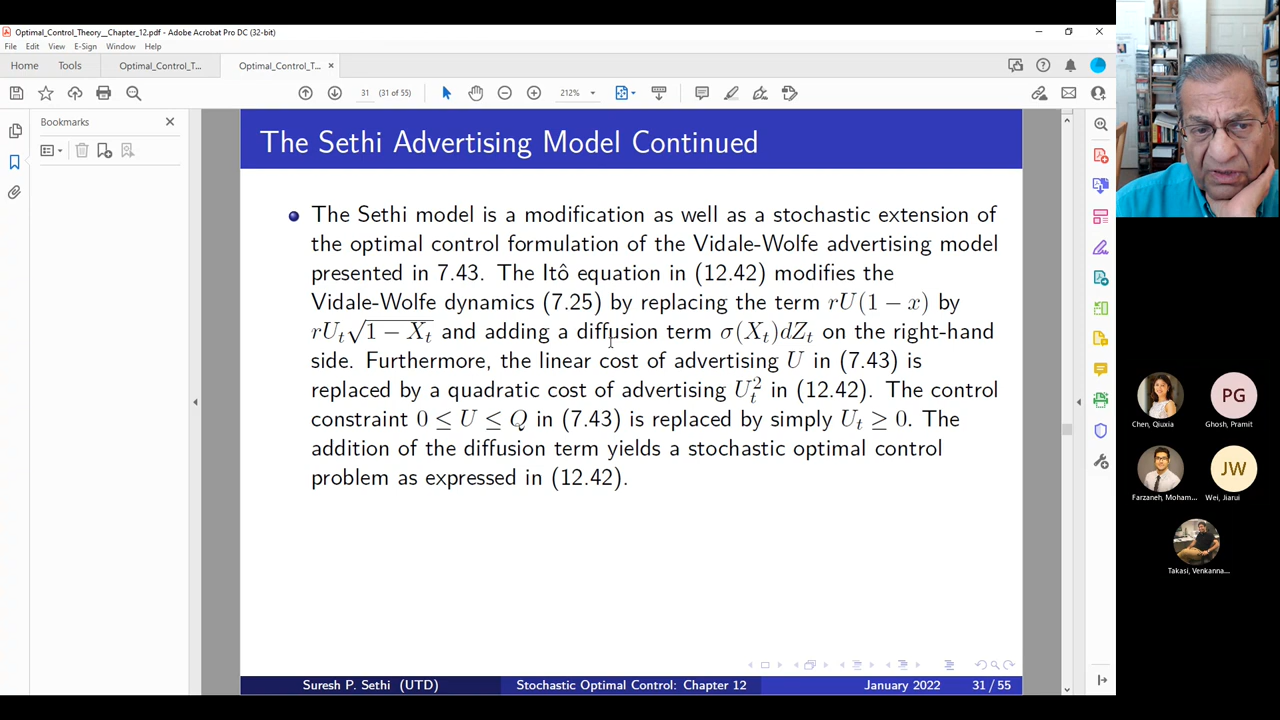 Optimal_Control_Theory__Chapter_12.pdf - Adobe Acrobat Pro DC (32-bit)
File Edit View E-Sign Window Help
Home Tools Optimal_Control_T... Optimal_Control_T... ×
31 (31 of 55) 212%
Bookmarks
The Sethi Advertising Model Continued
The Sethi model is a modification as well as a stochastic extension of
the optimal control formulation of the Vidale-Wolfe advertising model
presented in 7.43. The Itô equation in (12.42) modifies the
Vidale-Wolfe dynamics (7.25) by replacing the term rU(1 − x) by
rU_t√(1 − X_t) and adding a diffusion term σ(X_t)dZ_t on the right-hand
side. Furthermore, the linear cost of advertising U in (7.43) is
replaced by a quadratic cost of advertising U_t^2 in (12.42). The control
constraint 0 ≤ U ≤ Q in (7.43) is replaced by simply U_t ≥ 0. The
addition of the diffusion term yields a stochastic optimal control
problem as expressed in (12.42).
Suresh P. Sethi (UTD) Stochastic Optimal Control: Chapter 12 January 2022 31 / 55
PG
Chen, Qiuxia Ghosh, Pramit
JW
Farzaneh, Moham... Wei, Jiarui
Takasi, Venkanna...